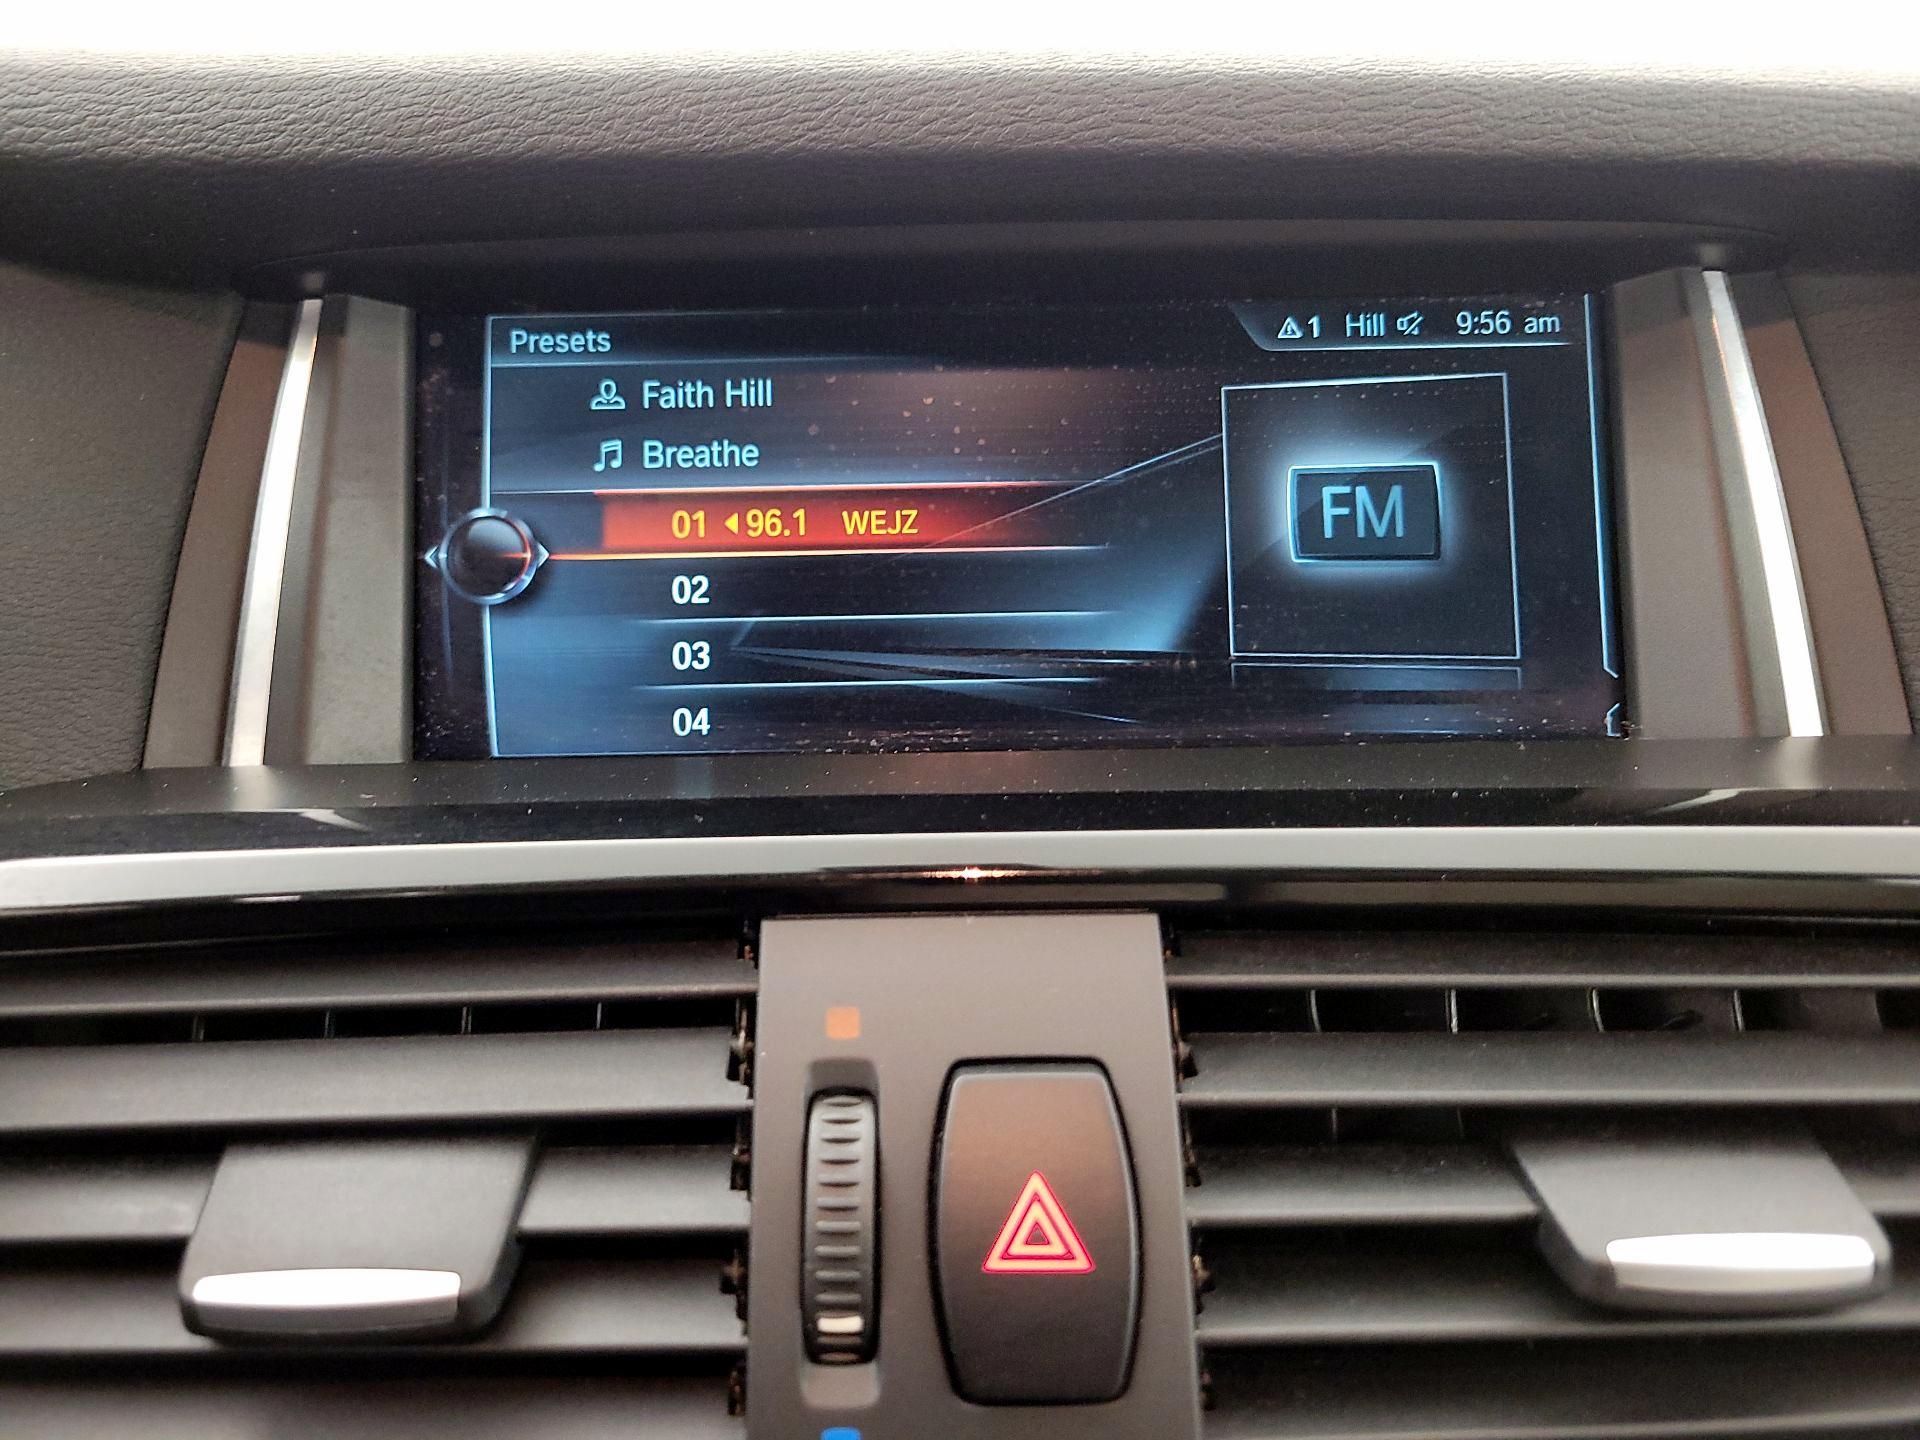 Presets
1 Hill 9:56 am
Faith Hill
Breathe
01 ◄96.1 WEJZ
02
03
04
FM